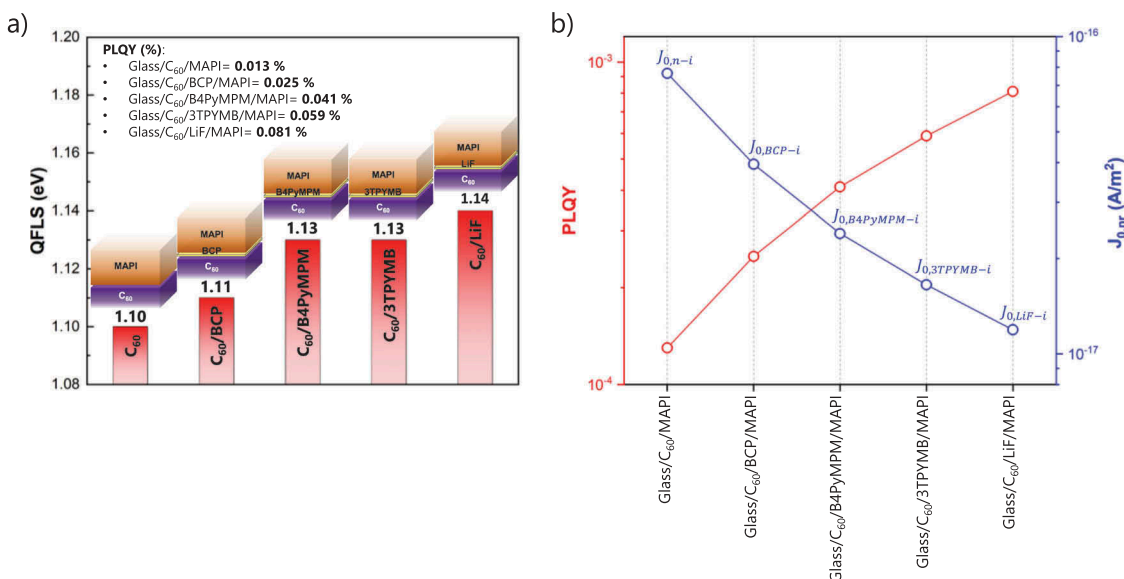 a)
PLQY (%):
• Glass/C60/MAPI= 0.013 %
• Glass/C60/BCP/MAPI= 0.025 %
• Glass/C60/B4PyMPM/MAPI= 0.041 %
• Glass/C60/3TPYMB/MAPI= 0.059 %
• Glass/C60/LiF/MAPI= 0.081 %
QFLS (eV)
1.20
1.18
1.16
1.14
1.12
1.10
1.08
MAPI
C60
1.10
C60
MAPI
BCP
C60
1.11
C60/BCP
MAPI
B4PyMPM
C60
1.13
C60/B4PyMPM
MAPI
3TPYMB
C60
1.13
C60/3TPYMB
MAPI
LiF
C60
1.14
C60/LiF
b)
PLQY
10-3
10-4
J0,n−i
J0,BCP−i
J0,B4PyMPM−i
J0,3TPYMB−i
J0,LiF−i
10-16
10-17
J0,nr (A/m2)
Glass/C60/MAPI
Glass/C60/BCP/MAPI
Glass/C60/B4PyMPM/MAPI
Glass/C60/3TPYMB/MAPI
Glass/C60/LiF/MAPI